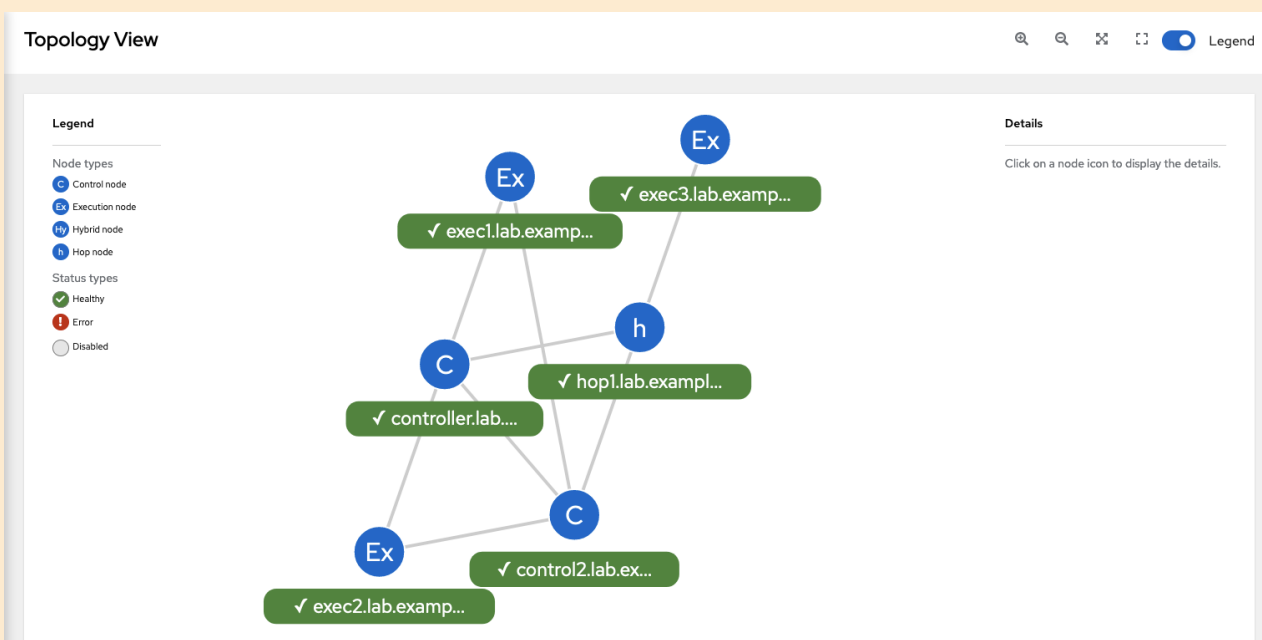 Topology View
Legend
Legend
Node types
C Control node
Ex Execution node
Hy Hybrid node
h Hop node
Status types
✓ Healthy
! Error
Disabled
Details
Click on a node icon to display the details.
Ex
✓ exec3.lab.examp...
Ex
✓ exec1.lab.examp...
h
✓ hop1.lab.exampl...
C
✓ controller.lab....
C
✓ control2.lab.ex...
Ex
✓ exec2.lab.examp...